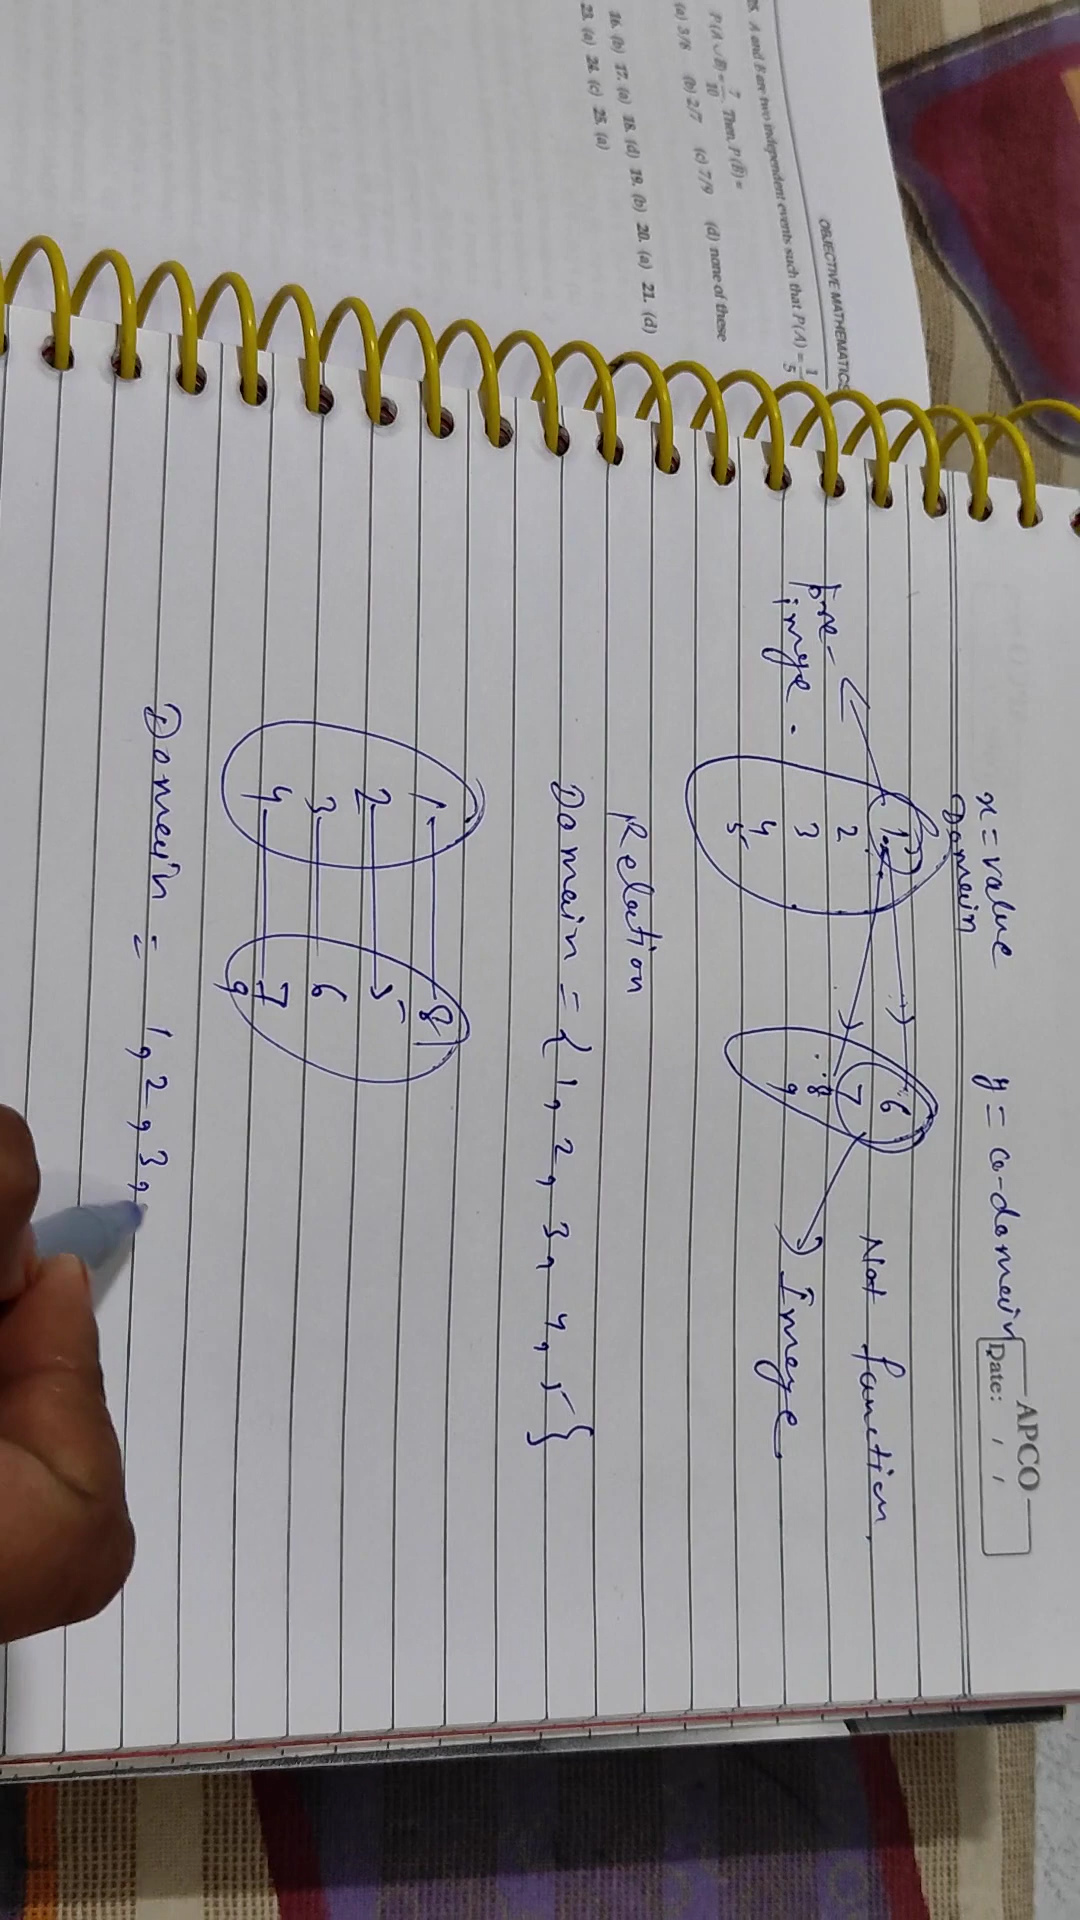 OBJECTIVE MATHEMATICS
25. A and B are two independent events such that P(A) = 1/5
P(A ∪ B) = 7/10. Then, P(B̄) =
(a) 3/8 (b) 2/7 (c) 7/9 (d) none of these
16. (b) 17. (a) 18. (d) 19. (b) 20. (a) 21. (d)
23. (a) 24. (c) 25. (a)
APCO
Date:
x = value y = co-domain
Domain
Not function.
pre-
image.
1 6
2 7
3 8
4 9
5
Image
Relation
Domain = {1, 2, 3, 4, 5}
1 8
2 5
3 6
4 7
9
Domain = 1, 2, 3,